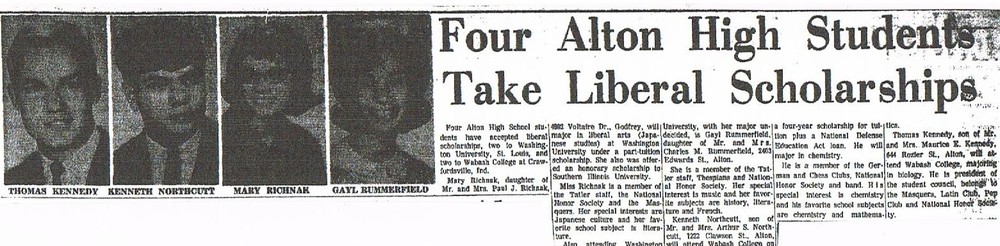 Four Alton High Students
Take Liberal Scholarships
THOMAS KENNEDY
KENNETH NORTHCUTT
MARY RICHNAK
GAYL RUMMERFIELD
Four Alton High School stu-
dents have accepted liberal
scholarships, two to Washing-
ton University, St. Louis, and
two to Wabash College at Craw-
fordsville, Ind.
Mary Richnak, daughter of
Mr. and Mrs. Paul J. Richnak,
4902 Voltaire Dr., Godfrey, will
major in liberal arts (Japa-
nese studies) at Washington
University under a part-tuition
scholarship. She also was offer-
ed an honorary scholarship to
Southern Illinois University.
Miss Richnak is a member of
the Tatler staff, the National
Honor Society and the Mas-
quers. Her special interests are
Japanese culture and her fav-
orite school subject is litera-
ture.
Also attending Washington
University, with her major un-
decided, is Gayl Rummerfield,
daughter of Mr. and Mrs.
Charles M. Rummerfield, 2403
Edwards St., Alton.
She is a member of the Tat-
ler staff, Thespians and Nation-
al Honor Society. Her special
interest is music and her favor-
ite subjects are history, litera-
ture and French.
Kenneth Northcutt, son of
Mr. and Mrs. Arthur S. North-
cutt, 1222 Clawson St., Alton,
will attend Wabash College on
a four-year scholarship for tui-
tion plus a National Defense
Education Act loan. He will
major in chemistry.
He is a member of the Ger-
man and Chess Clubs, National
Honor Society and band. His
special interest is chemistry
and his favorite school subjects
are chemistry and mathema-
tics.
Thomas Kennedy, son of Mr.
and Mrs. Maurice E. Kennedy,
644 Rozier St., Alton, will at-
tend Wabash College, majoring
in biology. He is president of
the student council, belongs to
the Masquers, Latin Club, Pep
Club and National Honor Socie-
ty.